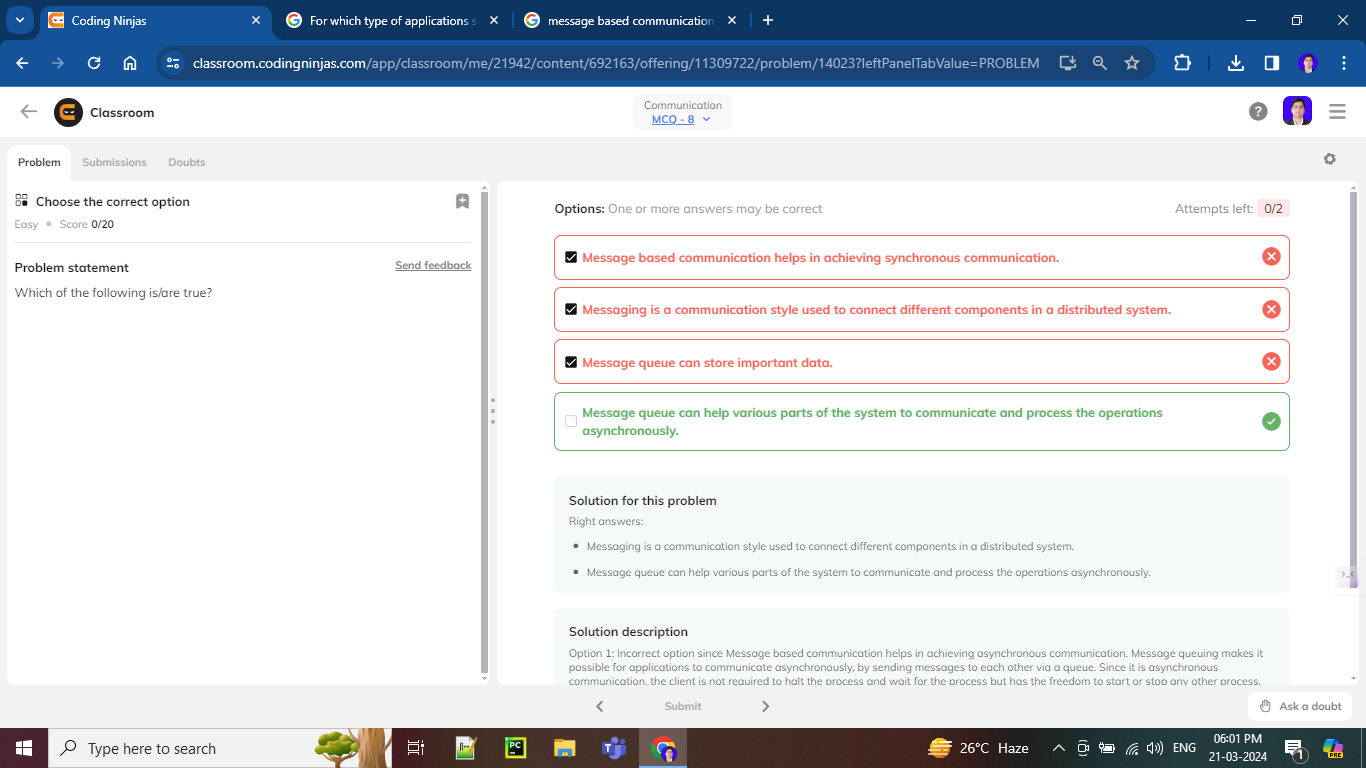 Coding Ninjas
For which type of applications s
message based communication
classroom.codingninjas.com/app/classroom/me/21942/content/692163/offering/11309722/problem/14023?leftPanelTabValue=PROBLEM
Classroom
Communication
MCQ - 8
Problem
Submissions
Doubts
Choose the correct option
Easy
Score 0/20
Problem statement
Send feedback
Which of the following is/are true?
Options: One or more answers may be correct
Attempts left: 0/2
Message based communication helps in achieving synchronous communication.
Messaging is a communication style used to connect different components in a distributed system.
Message queue can store important data.
Message queue can help various parts of the system to communicate and process the operations
asynchronously.
Solution for this problem
Right answers:
Messaging is a communication style used to connect different components in a distributed system.
Message queue can help various parts of the system to communicate and process the operations asynchronously.
Solution description
Option 1: Incorrect option since Message based communication helps in achieving asynchronous communication. Message queuing makes it
possible for applications to communicate asynchronously, by sending messages to each other via a queue. Since it is asynchronous
communication, the client is not required to halt the process and wait for the process but has the freedom to start or stop any other process.
Submit
Ask a doubt
Type here to search
PC
26°C Haze
ENG
06:01 PM
21-03-2024
1
PRE